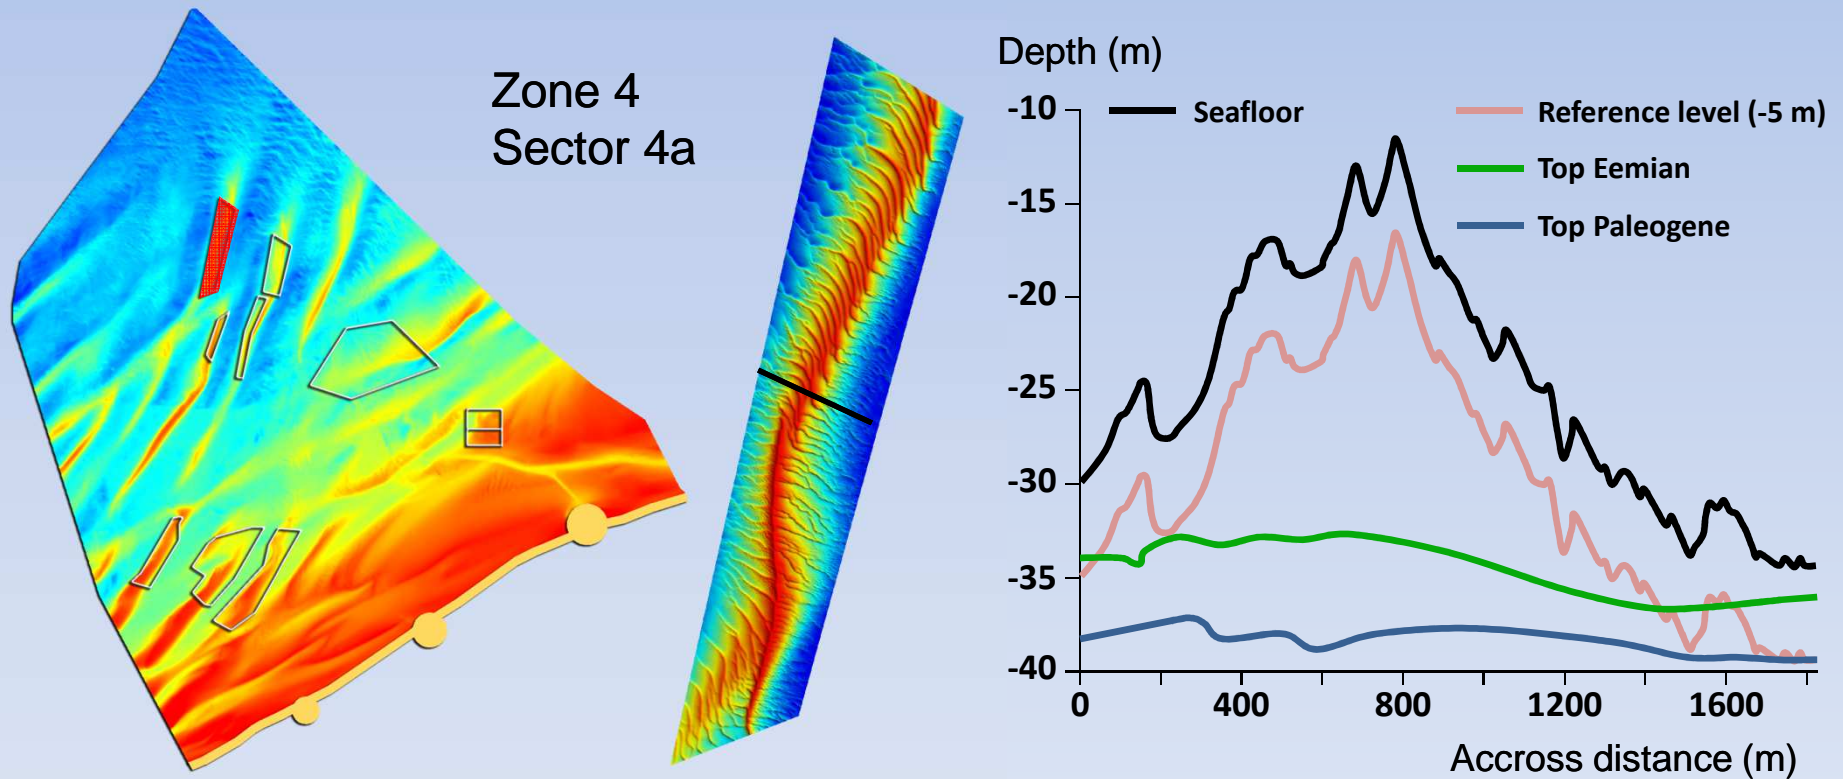 Zone 4
Sector 4a
Depth (m)
Seafloor
Reference level (-5 m)
Top Eemian
Top Paleogene
-10
-15
-20
-25
-30
-35
-40
0 400 800 1200 1600
Accross distance (m)